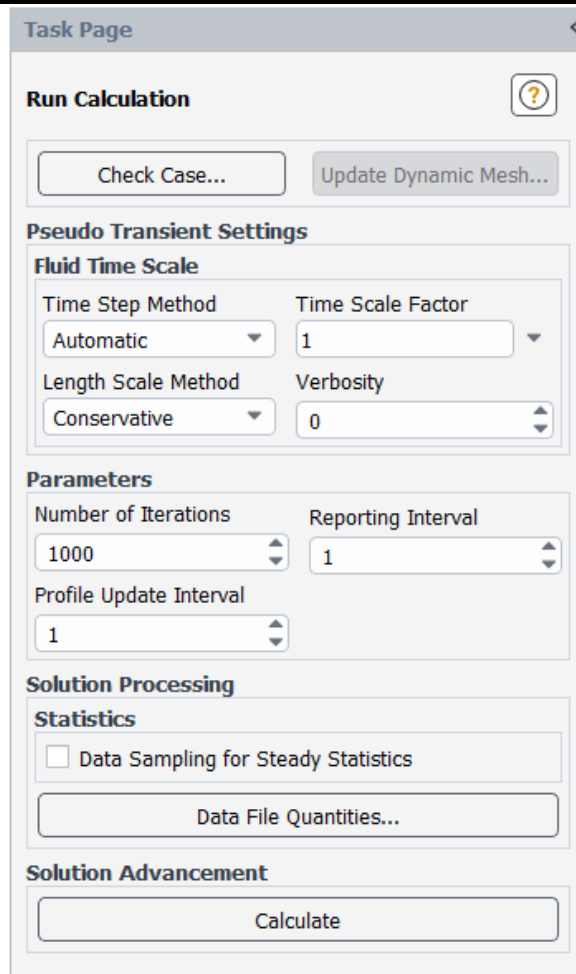 Task Page
Run Calculation
Check Case... Update Dynamic Mesh...
Pseudo Transient Settings
Fluid Time Scale
Time Step Method Time Scale Factor
Automatic 1
Length Scale Method Verbosity
Conservative 0
Parameters
Number of Iterations Reporting Interval
1000 1
Profile Update Interval
1
Solution Processing
Statistics
Data Sampling for Steady Statistics
Data File Quantities...
Solution Advancement
Calculate